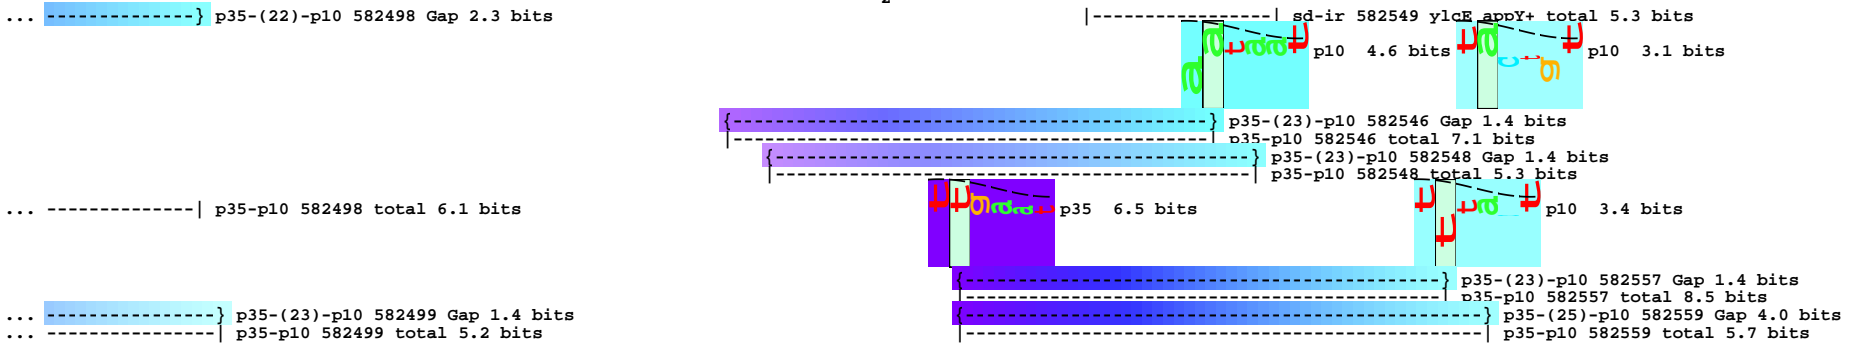 2
... ----------------} p35-(22)-p10 582498 Gap 2.3 bits
|------------------| sd-ir 582549 ylcE appY+ total 5.3 bits
a a t a a t p10 4.6 bits
t a c t g t p10 3.1 bits
{---------------------------------------------} p35-(23)-p10 582546 Gap 1.4 bits
|---------------------------------------------| p35-p10 582546 total 7.1 bits
{---------------------------------------------} p35-(23)-p10 582548 Gap 1.4 bits
|---------------------------------------------| p35-p10 582548 total 5.3 bits
... ----------------| p35-p10 582498 total 6.1 bits
t t g a a t p35 6.5 bits
t t t a t p10 3.4 bits
{---------------------------------------------} p35-(23)-p10 582557 Gap 1.4 bits
|---------------------------------------------| p35-p10 582557 total 8.5 bits
... ------------------} p35-(23)-p10 582499 Gap 1.4 bits
{-------------------------------------------------} p35-(25)-p10 582559 Gap 4.0 bits
... ------------------| p35-p10 582499 total 5.2 bits
|-------------------------------------------------| p35-p10 582559 total 5.7 bits